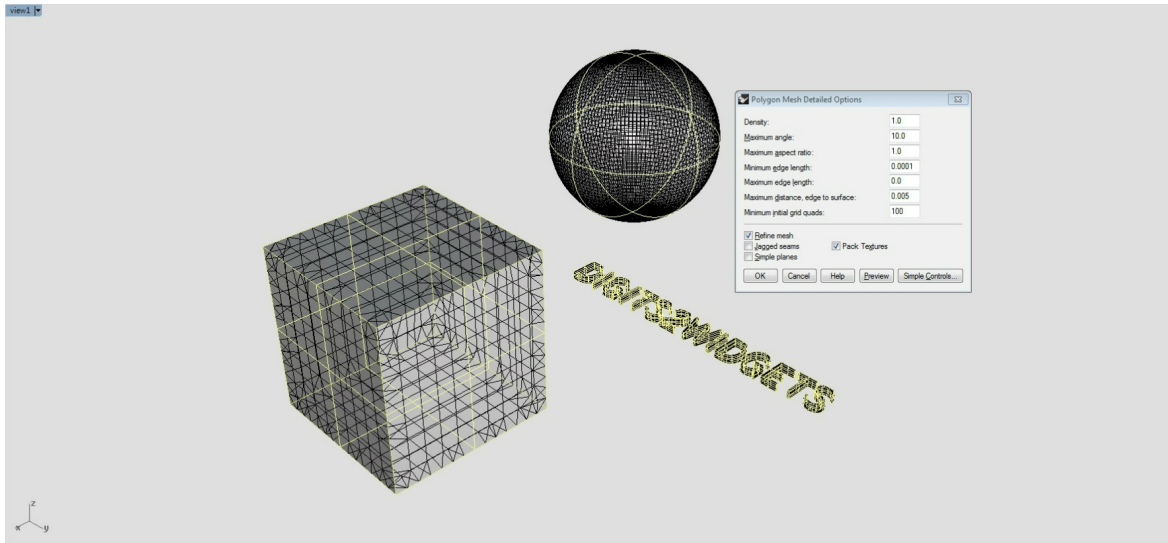 view1
DIGITS2WIDGETS
Polygon Mesh Detailed Options
Density: 1.0
Maximum angle: 10.0
Maximum aspect ratio: 1.0
Minimum edge length: 0.0001
Maximum edge length: 0.0
Maximum distance, edge to surface: 0.005
Minimum initial grid quads: 100
Refine mesh
Jagged seams Pack Textures
Simple planes
OK Cancel Help Preview Simple Controls...
z
x y